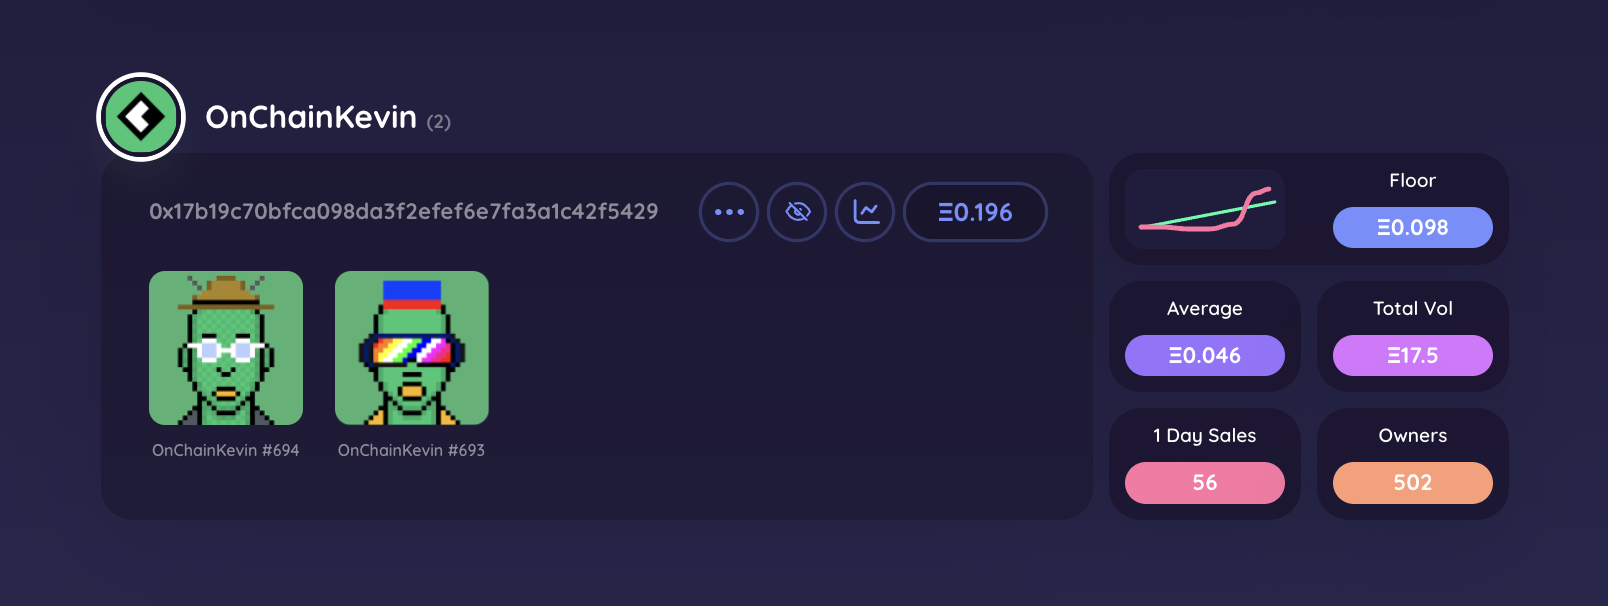 OnChainKevin (2)
0x17b19c70bfca098da3f2efef6e7fa3a1c42f5429
Ξ0.196
OnChainKevin #694
OnChainKevin #693
Floor
Ξ0.098
Average
Ξ0.046
Total Vol
Ξ17.5
1 Day Sales
56
Owners
502